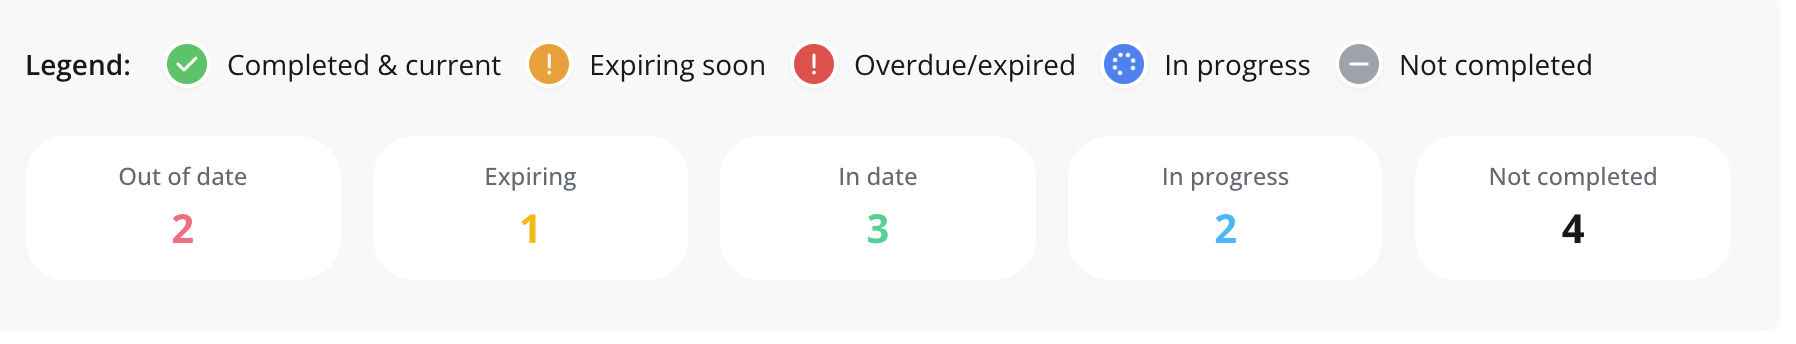 Legend: Completed & current Expiring soon Overdue/expired In progress Not completed
Out of date Expiring In date In progress Not completed
2 1 3 2 4